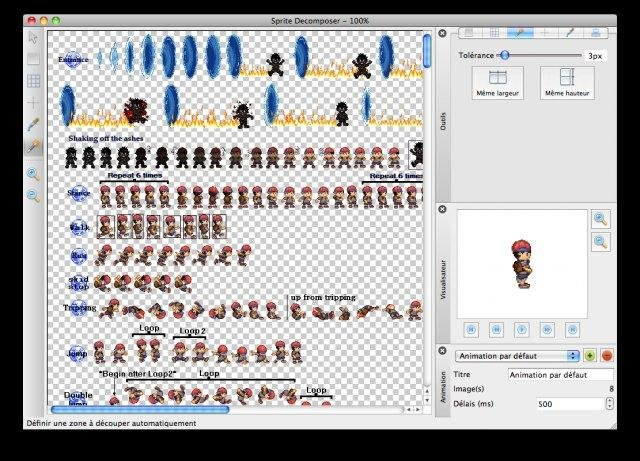 Sprite Decomposer – 100%
Entrance
Shaking off the ashes
Repeat 6 times
Stance
Repeat 6 times
Walk
Run
skid
stop
Tripping
up from tripping
Loop
Loop 2
Jump
"Begin after Loop2"
Loop
Double
Jump
Loop
Outils
Tolérance
3px
Même largeur
Même hauteur
Visualisateur
Animation
Animation par défaut
Titre
Animation par défaut
Image(s)
8
Délais (ms)
500
Définir une zone à découper automatiquement